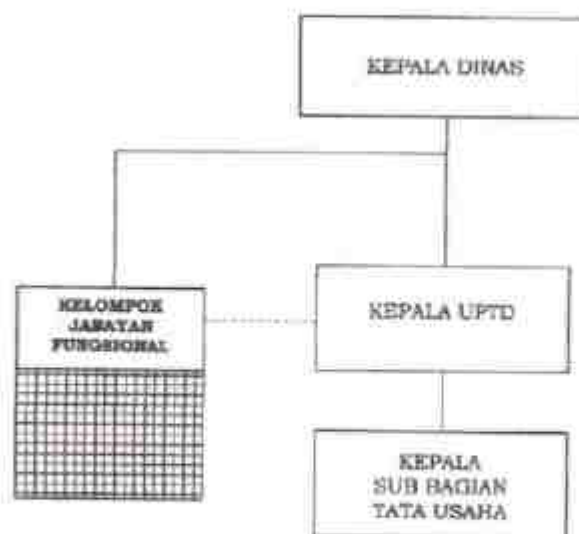 KEPALA DINAS
KELOMPOK
JABATAN
FUNGSIONAL
KEPALA UPTD
KEPALA
SUB BAGIAN
TATA USAHA